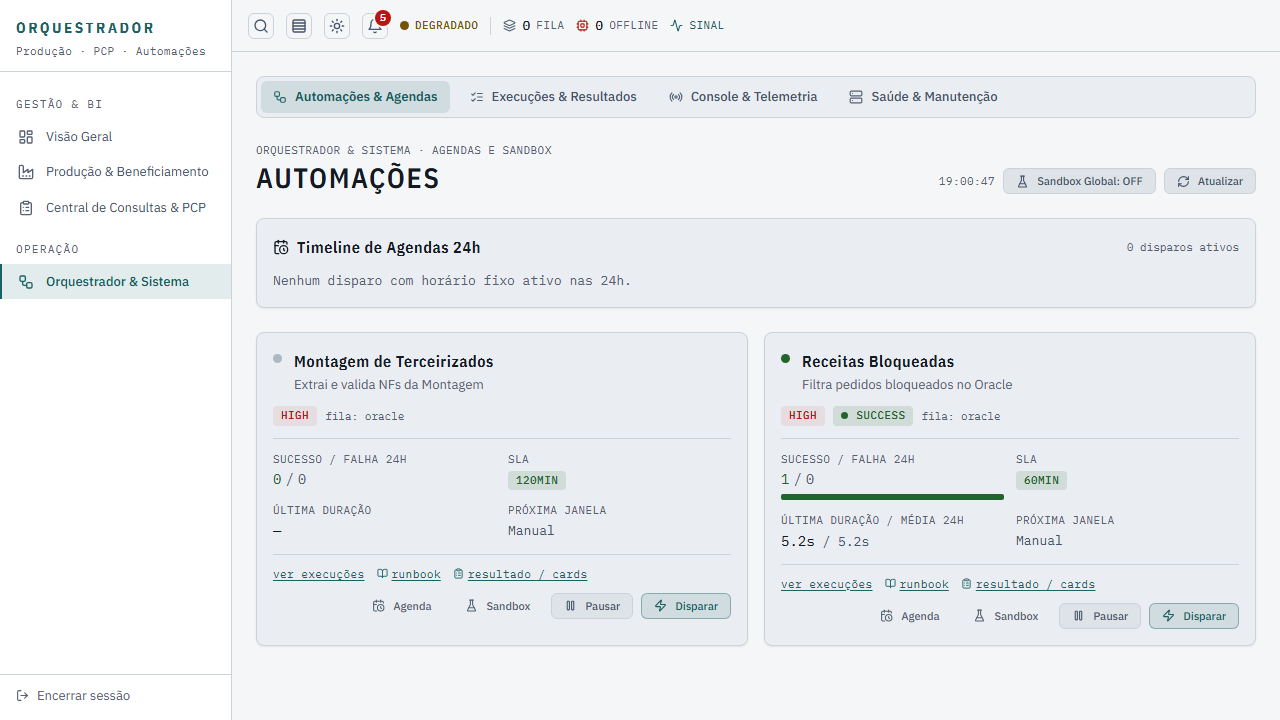 ORQUESTRADOR
Produção · PCP · Automações
GESTÃO & BI
Visão Geral
Produção & Beneficiamento
Central de Consultas & PCP
OPERAÇÃO
Orquestrador & Sistema
Encerrar sessão
5
DEGRADADO
0 FILA
0 OFFLINE
SINAL
Automações & Agendas
Execuções & Resultados
Console & Telemetria
Saúde & Manutenção
ORQUESTRADOR & SISTEMA · AGENDAS E SANDBOX
AUTOMAÇÕES
19:00:47
Sandbox Global: OFF
Atualizar
Timeline de Agendas 24h
0 disparos ativos
Nenhum disparo com horário fixo ativo nas 24h.
Montagem de Terceirizados
Extrai e valida NFs da Montagem
HIGH fila: oracle
SUCESSO / FALHA 24H
0 / 0
SLA
120MIN
ÚLTIMA DURAÇÃO
—
PRÓXIMA JANELA
Manual
ver execuções runbook resultado / cards
Agenda Sandbox Pausar Disparar
Receitas Bloqueadas
Filtra pedidos bloqueados no Oracle
HIGH SUCCESS fila: oracle
SUCESSO / FALHA 24H
1 / 0
SLA
60MIN
ÚLTIMA DURAÇÃO / MÉDIA 24H
5.2s / 5.2s
PRÓXIMA JANELA
Manual
ver execuções runbook resultado / cards
Agenda Sandbox Pausar Disparar